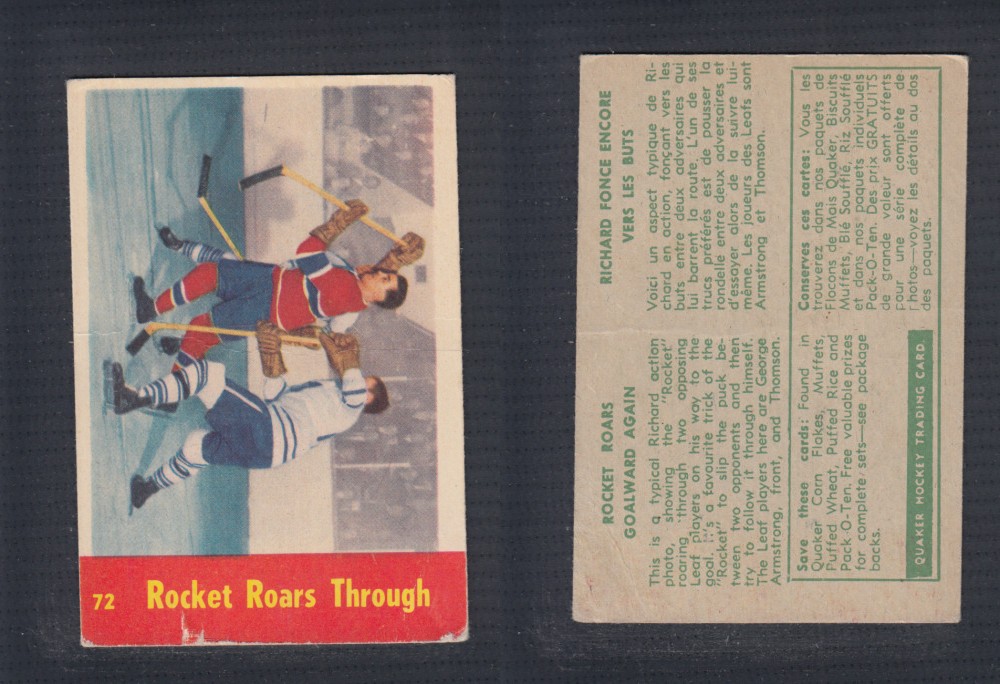 72 Rocket Roars Through
ROCKET ROARS
GOALWARD AGAIN
This is a typical Richard action
photo, showing the "Rocket"
roaring through two opposing
Leaf players on his way to the
goal. It's a favourite trick of the
"Rocket" to slip the puck be-
tween two opponents and then
try to follow it through himself.
The Leaf players here are George
Armstrong, front, and Thomson.
RICHARD FONCE ENCORE
VERS LES BUTS
Voici un aspect typique de Ri-
chard en action, fonçant vers les
buts entre deux adversaires qui
lui barrent la route. L'un de ses
trucs préférés est de pousser la
rondelle entre deux adversaires et
d'essayer alors de la suivre lui-
même. Les joueurs des Leafs sont
Armstrong et Thomson.
Save these cards: Found in
Quaker Corn Flakes, Muffets,
Puffed Wheat, Puffed Rice and
Pack-O-Ten. Free valuable prizes
for complete sets—see package
backs.
QUAKER HOCKEY TRADING CARD
Conserves ces cartes: Vous les
trouverez dans nos paquets de
Flocons de Maïs Quaker, Biscuits
Muffets, Blé Soufflé, Riz Soufflé
et dans nos paquets individuels
Pack-O-Ten. Des prix GRATUITS
de grande valeur sont offerts
pour une série complète de
photos—voyez les détails au dos
des paquets.